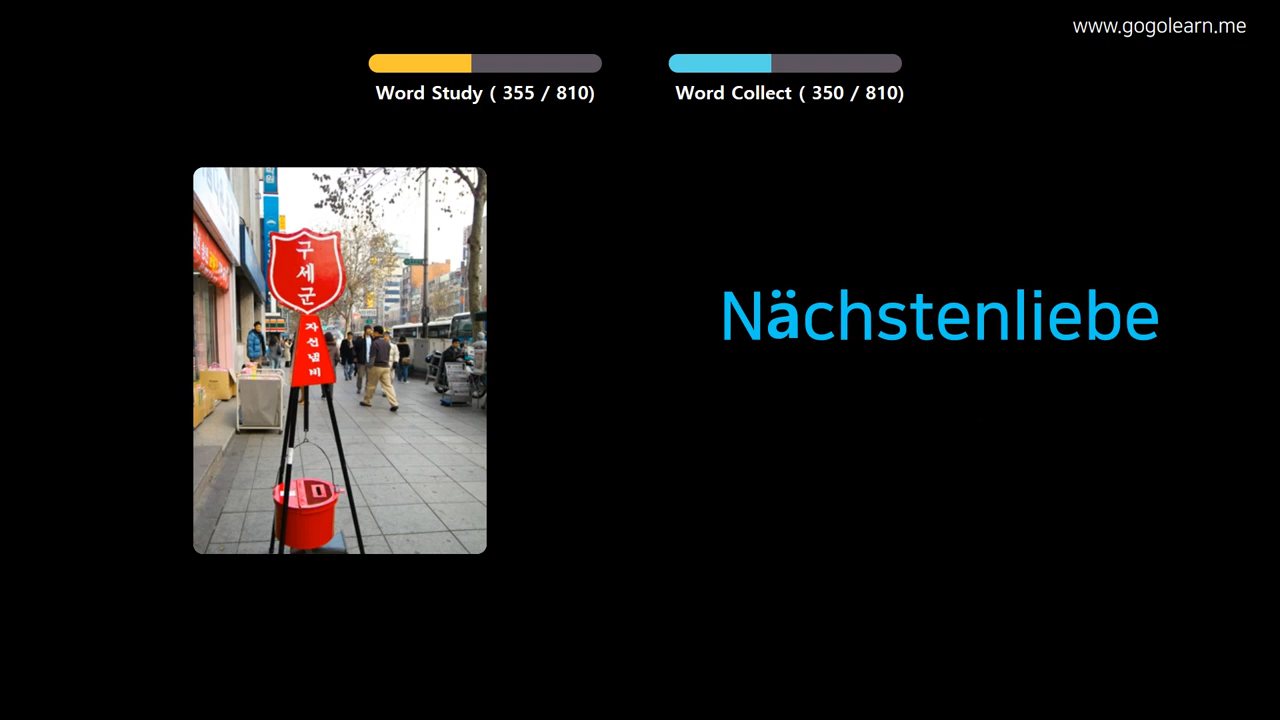 www.gogolearn.me
Word Study ( 355 / 810)
Word Collect ( 350 / 810)
Nächstenliebe
구
세
군
자
선
냄
비